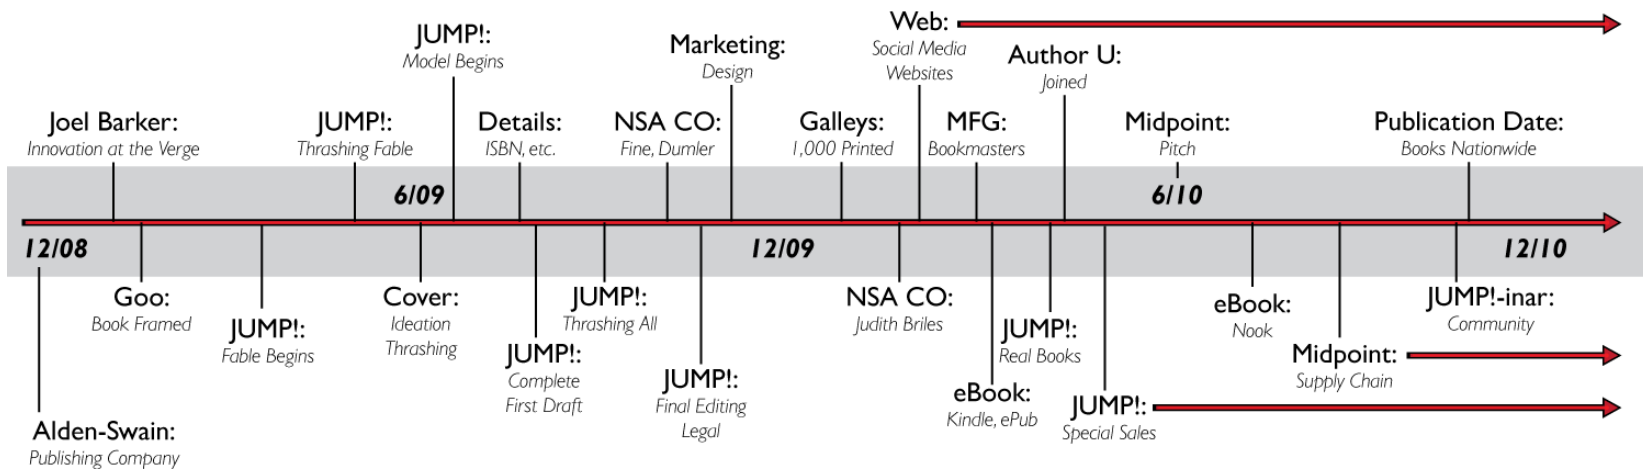 Web:
Social Media
Websites
JUMP!:
Model Begins
Marketing:
Design
Author U:
Joined
Joel Barker:
Innovation at the Verge
JUMP!:
Thrashing Fable
Details:
ISBN, etc.
NSA CO:
Fine, Dumler
Galleys:
1,000 Printed
MFG:
Bookmasters
Midpoint:
Pitch
Publication Date:
Books Nationwide
6/09
6/10
12/08
12/09
12/10
Goo:
Book Framed
JUMP!:
Fable Begins
Cover:
Ideation
Thrashing
JUMP!:
Complete
First Draft
JUMP!:
Thrashing All
JUMP!:
Final Editing
Legal
NSA CO:
Judith Briles
eBook:
Kindle, ePub
JUMP!:
Real Books
JUMP!:
Special Sales
eBook:
Nook
Midpoint:
Supply Chain
JUMP!-inar:
Community
Alden-Swain:
Publishing Company